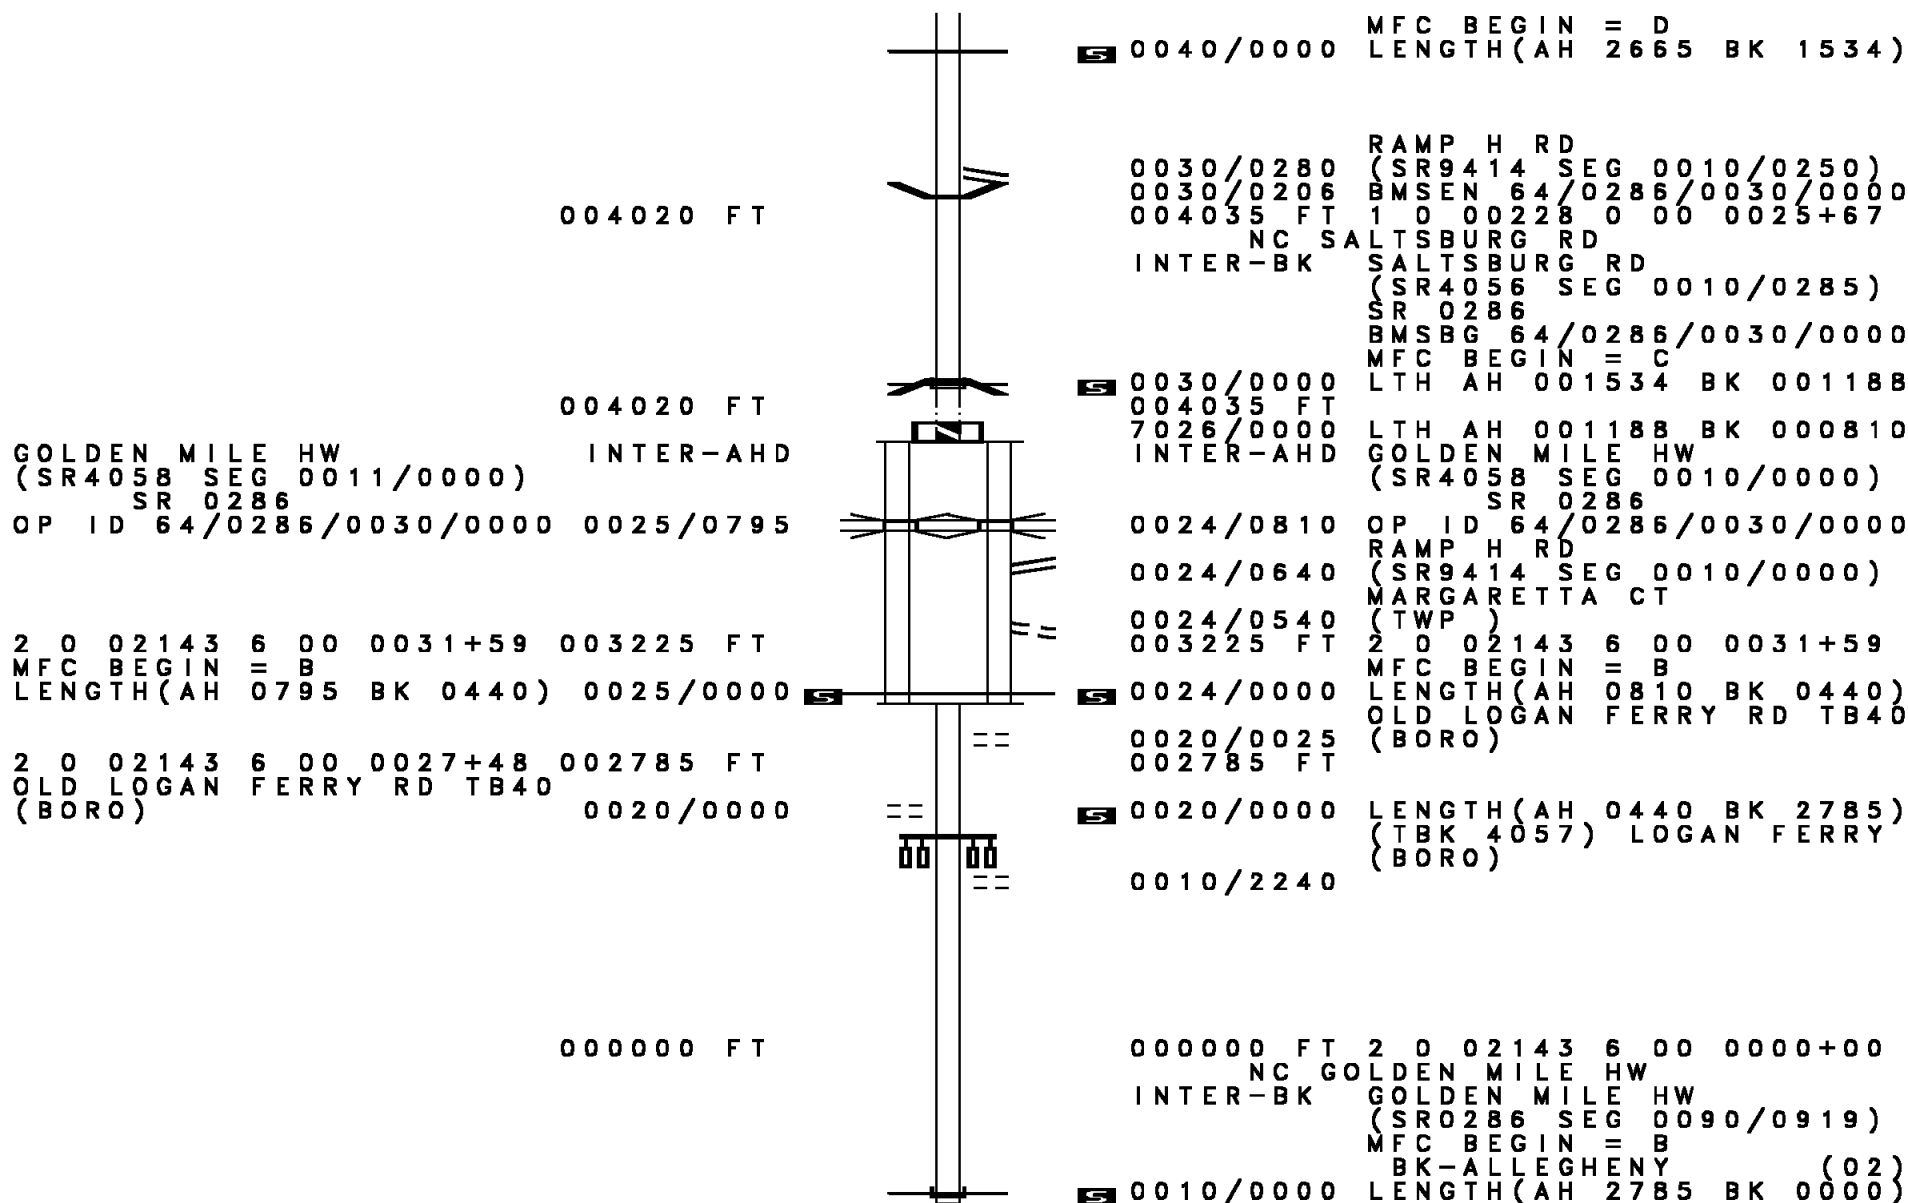 MFC BEGIN = D
S 0040/0000 LENGTH(AH 2665 BK 1534)
RAMP H RD
0030/0280 (SR9414 SEG 0010/0250)
0030/0206 BMSEN 64/0286/0030/0000
004020 FT 004035 FT 1 0 00228 0 00 0025+67
NC SALTSBURG RD
INTER-BK SALTSBURG RD
(SR4056 SEG 0010/0285)
SR 0286
BMSBG 64/0286/0030/0000
MFC BEGIN = C
S 0030/0000 LTH AH 001534 BK 001188
004020 FT 004035 FT
7026/0000 LTH AH 001188 BK 000810
GOLDEN MILE HW INTER-AHD INTER-AHD GOLDEN MILE HW
(SR4058 SEG 0011/0000) (SR4058 SEG 0010/0000)
SR 0286 SR 0286
OP ID 64/0286/0030/0000 0025/0795 0024/0810 OP ID 64/0286/0030/0000
RAMP H RD
0024/0640 (SR9414 SEG 0010/0000)
MARGARETTA CT
0024/0540 (TWP )
2 0 02143 6 00 0031+59 003225 FT 003225 FT 2 0 02143 6 00 0031+59
MFC BEGIN = B MFC BEGIN = B
LENGTH(AH 0795 BK 0440) 0025/0000 S S 0024/0000 LENGTH(AH 0810 BK 0440)
OLD LOGAN FERRY RD TB40
0020/0025 (BORO)
2 0 02143 6 00 0027+48 002785 FT 002785 FT
OLD LOGAN FERRY RD TB40
(BORO) 0020/0000 S 0020/0000 LENGTH(AH 0440 BK 2785)
(TBK 4057) LOGAN FERRY
(BORO)
0010/2240
000000 FT 000000 FT 2 0 02143 6 00 0000+00
NC GOLDEN MILE HW
INTER-BK GOLDEN MILE HW
(SR0286 SEG 0090/0919)
MFC BEGIN = B
BK-ALLEGHENY (02)
S 0010/0000 LENGTH(AH 2785 BK 0000)